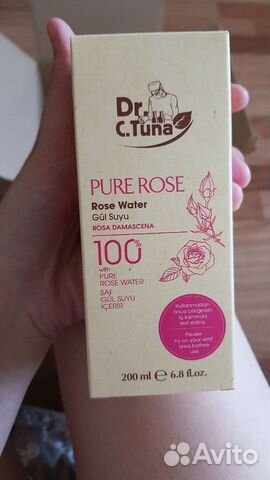 Dr.
C.Tuna
PURE ROSE
Rose Water
Gül Suyu
ROSA DAMASCENA
100%
with
PURE
ROSE WATER
SAF
GÜL SUYU
İÇERİR
Kullanmadan
önce bileğinizin
iç kısmında
test ediniz.
Please
try on your wrist
area before
use.
200 ml e 6.8 fl.oz.
Avito